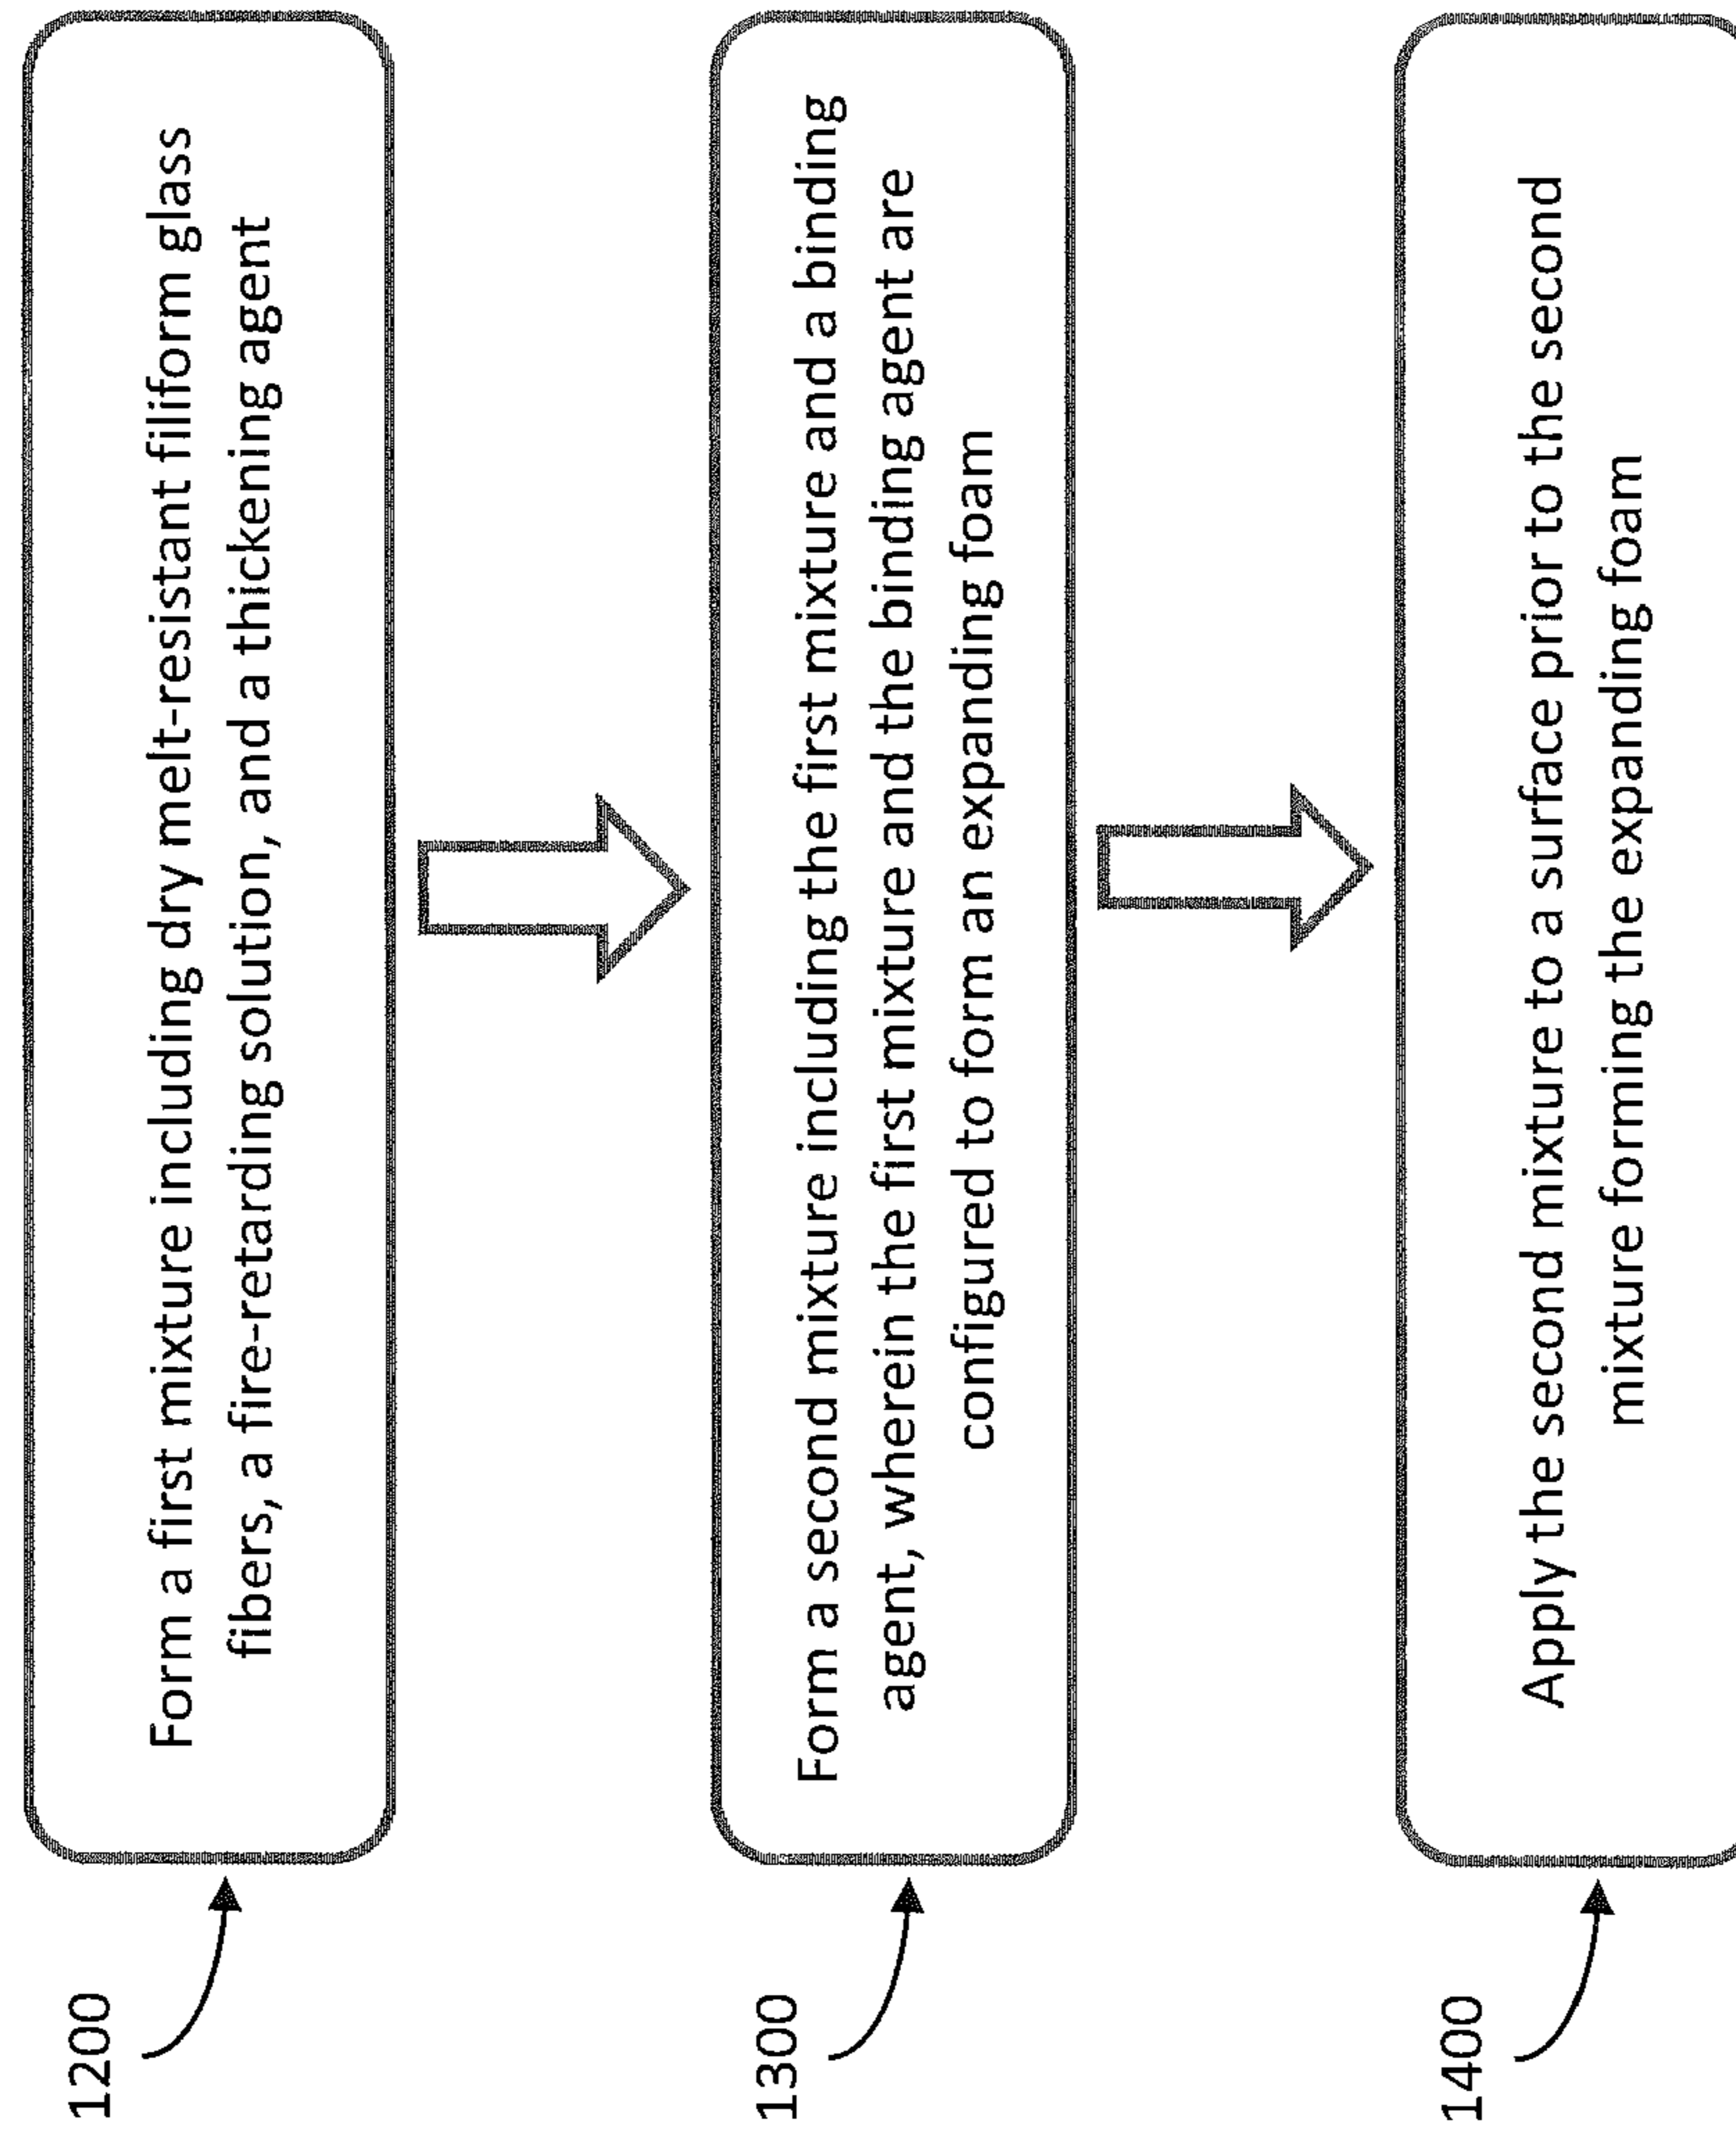 1200
Form a first mixture including dry melt-resistant filiform glass
fibers, a fire-retarding solution, and a thickening agent
1300
Form a second mixture including the first mixture and a binding
agent, wherein the first mixture and the binding agent are
configured to form an expanding foam
1400
Apply the second mixture to a surface prior to the second
mixture forming the expanding foam